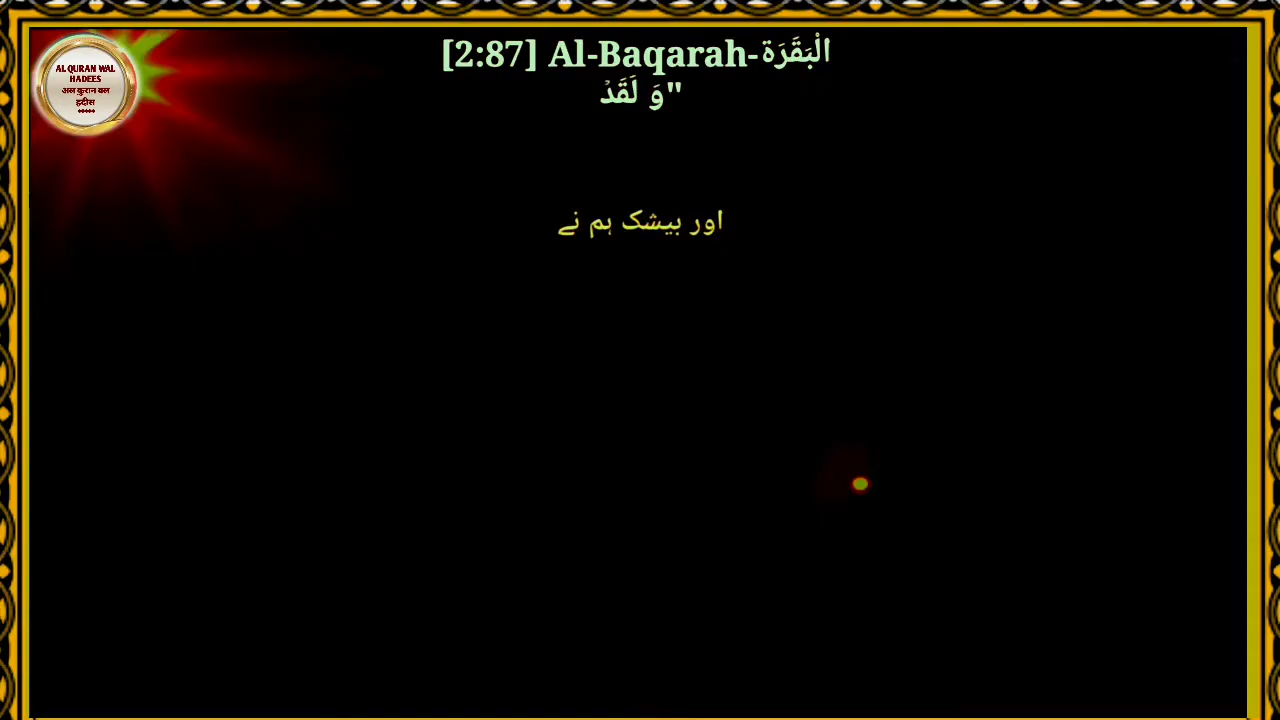 AL QURAN WAL
HADEES
अल कुरान वल
हदीस
*****
[2:87] Al-Baqarah-الْبَقَرَة
"وَ لَقَدۡ
اور بیشک ہم نے